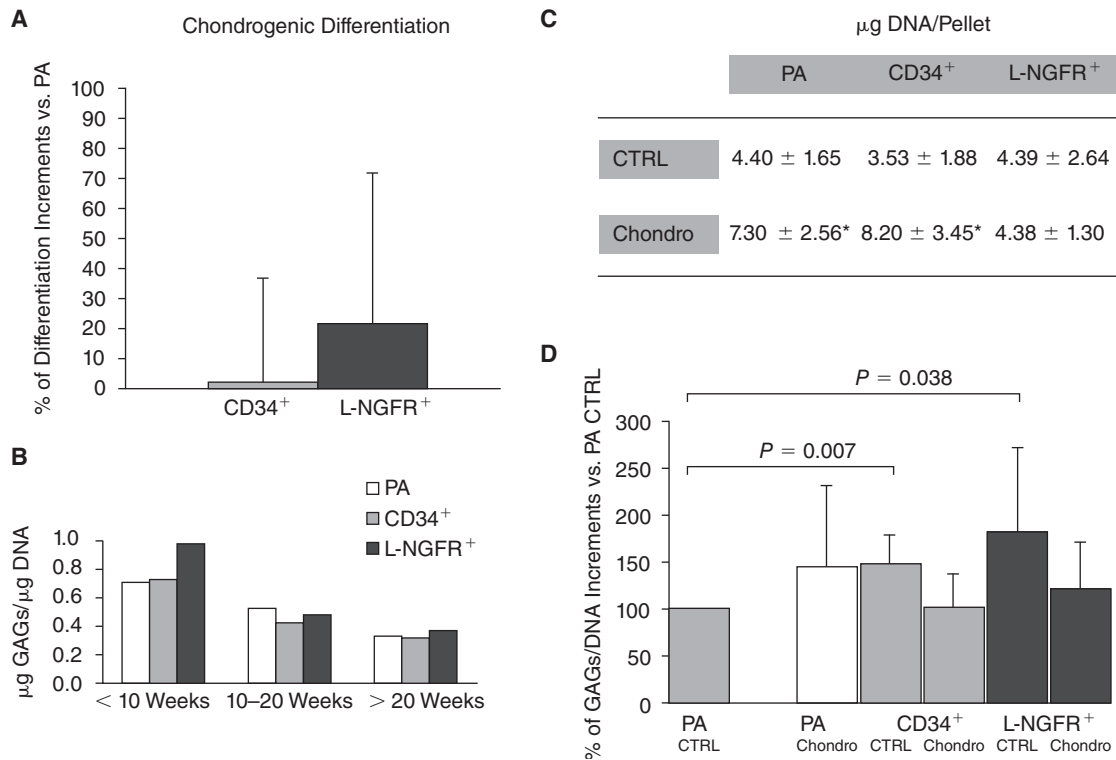 A
Chondrogenic Differentiation
% of Differentiation Increments vs. PA
100
90
80
70
60
50
40
30
20
10
0
CD34⁺ L-NGFR⁺
B
PA
CD34⁺
L-NGFR⁺
µg GAGs/µg DNA
1.0
0.8
0.6
0.4
0.2
0.0
< 10 Weeks 10–20 Weeks > 20 Weeks
C
µg DNA/Pellet
PA CD34⁺ L-NGFR⁺
CTRL 4.40 ± 1.65 3.53 ± 1.88 4.39 ± 2.64
Chondro 7.30 ± 2.56* 8.20 ± 3.45* 4.38 ± 1.30
D
% of GAGs/DNA Increments vs. PA CTRL
P = 0.038
P = 0.007
300
250
200
150
100
50
0
PA PA CD34⁺ L-NGFR⁺
CTRL Chondro CTRL Chondro CTRL Chondro